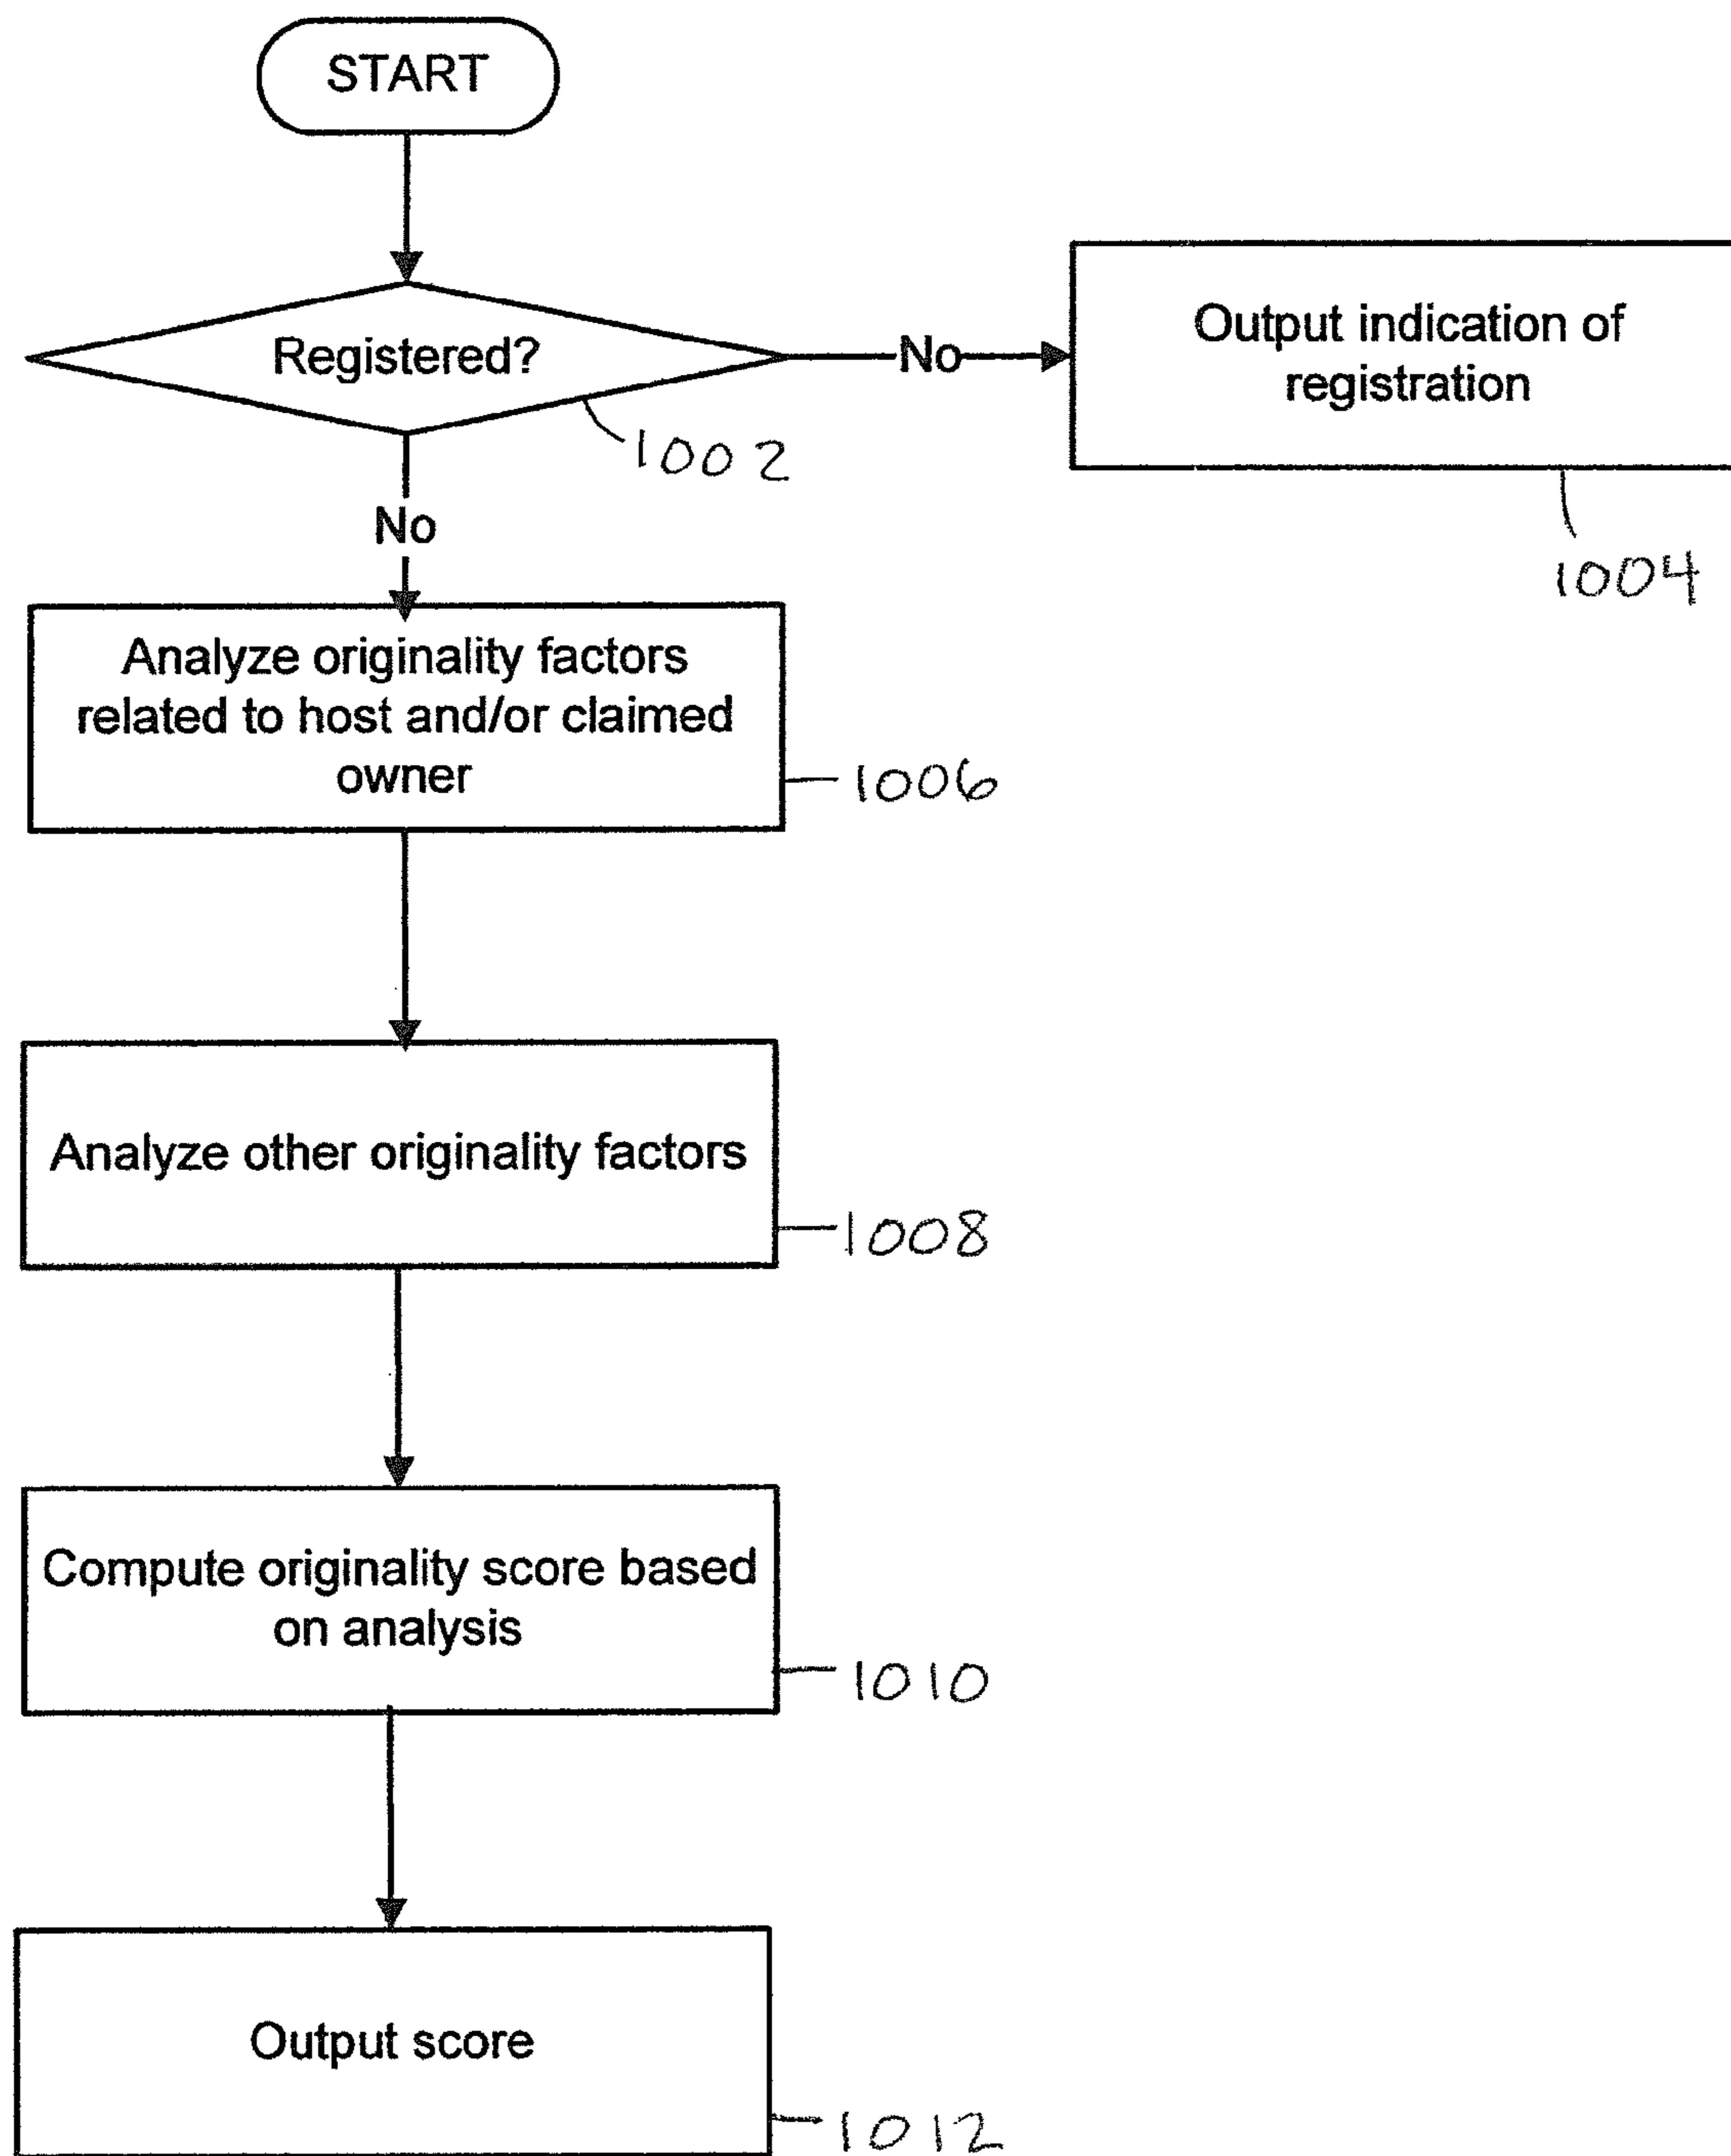 START
Registered?
No
Output indication of
registration
1002
1004
No
Analyze originality factors
related to host and/or claimed
owner
1006
Analyze other originality factors
1008
Compute originality score based
on analysis
1010
Output score
1012